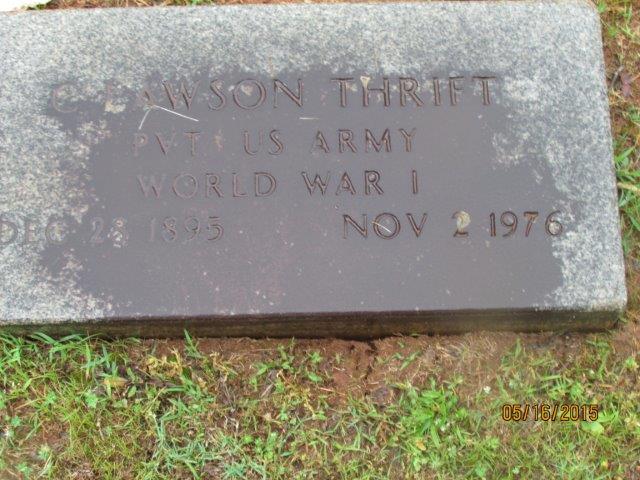 C LAWSON THRIFT
PVT US ARMY
WORLD WAR I
DEC 28 1895 NOV 2 1976
05/16/2015